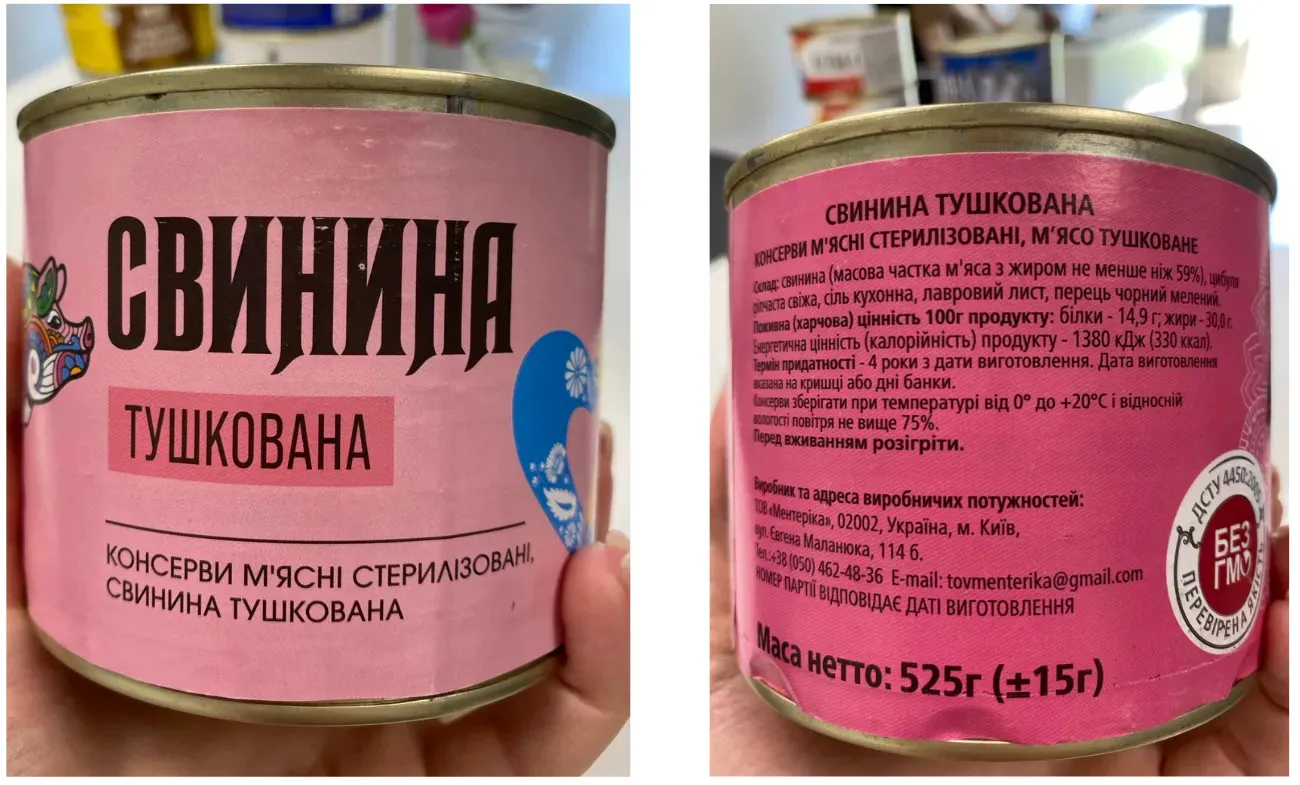 СВИНИНА
ТУШКОВАНА
КОНСЕРВИ М'ЯСНІ СТЕРИЛІЗОВАНІ,
СВИНИНА ТУШКОВАНА
СВИНИНА ТУШКОВАНА
КОНСЕРВИ М'ЯСНІ СТЕРИЛІЗОВАНІ, М'ЯСО ТУШКОВАНЕ
Склад: свинина (масова частка м'яса з жиром не менше ніж 59%), цибуля
ріпчаста свіжа, сіль кухонна, лавровий лист, перець чорний мелений.
Поживна (харчова) цінність 100г продукту: білки - 14,9 г; жири - 30,0 г.
Енергетична цінність (калорійність) продукту - 1380 кДж (330 ккал).
Термін придатності - 4 роки з дати виготовлення. Дата виготовлення
вказана на кришці або дні банки.
Консерви зберігати при температурі від 0° до +20°С і відносній
вологості повітря не вище 75%.
Перед вживанням розігріти.
Виробник та адреса виробничих потужностей:
ТОВ «Ментеріка», 02002, Україна, м. Київ,
вул. Євгена Маланюка, 114 б.
Тел.:+38 (050) 462-48-36 E-mail: tovmenterika@gmail.com
НОМЕР ПАРТІЇ ВІДПОВІДАЄ ДАТІ ВИГОТОВЛЕННЯ
Маса нетто: 525г (±15г)
ДСТУ 4450:2005
БЕЗ
ГМО
ПЕРЕВІРЕНА ЯКІСТЬ